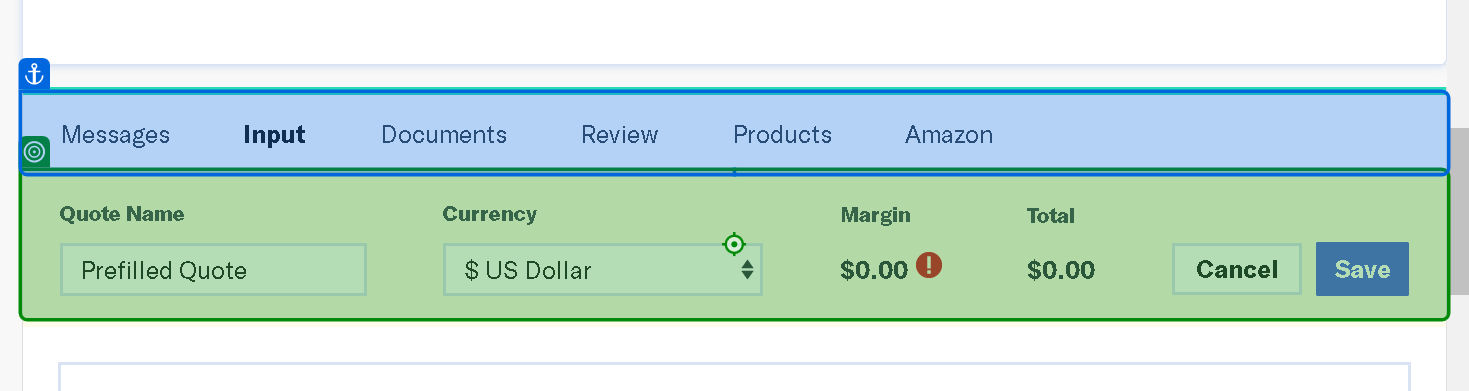 Messages Input Documents Review Products Amazon
Quote Name Currency Margin Total
Prefilled Quote $ US Dollar $0.00 ! $0.00 Cancel Save